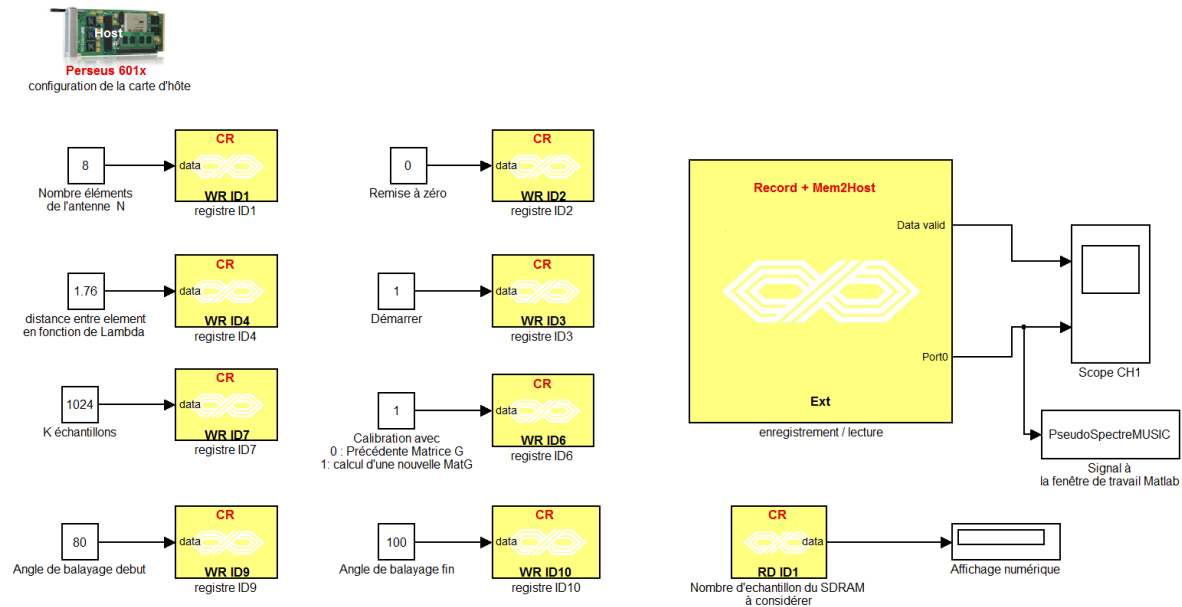 Host
Perseus 601x
configuration de la carte d'hôte
CR
8
data
WR ID1
Nombre éléments
de l'antenne N
registre ID1
CR
0
data
WR ID2
Remise à zéro
registre ID2
CR
1.76
data
WR ID4
distance entre element
en fonction de Lambda
registre ID4
CR
1
data
WR ID3
Démarrer
registre ID3
CR
1024
data
WR ID7
K échantillons
registre ID7
CR
1
data
WR ID6
Calibration avec
0 : Précédente Matrice G
1: calcul d'une nouvelle MatG
registre ID6
CR
80
data
WR ID9
Angle de balayage debut
registre ID9
CR
100
data
WR ID10
Angle de balayage fin
registre ID10
Record + Mem2Host
Data valid
Port0
Ext
enregistrement / lecture
Scope CH1
PseudoSpectreMUSIC
Signal à
la fenêtre de travail Matlab
CR
data
RD ID1
Nombre d'echantillon du SDRAM
à considérer
Affichage numérique